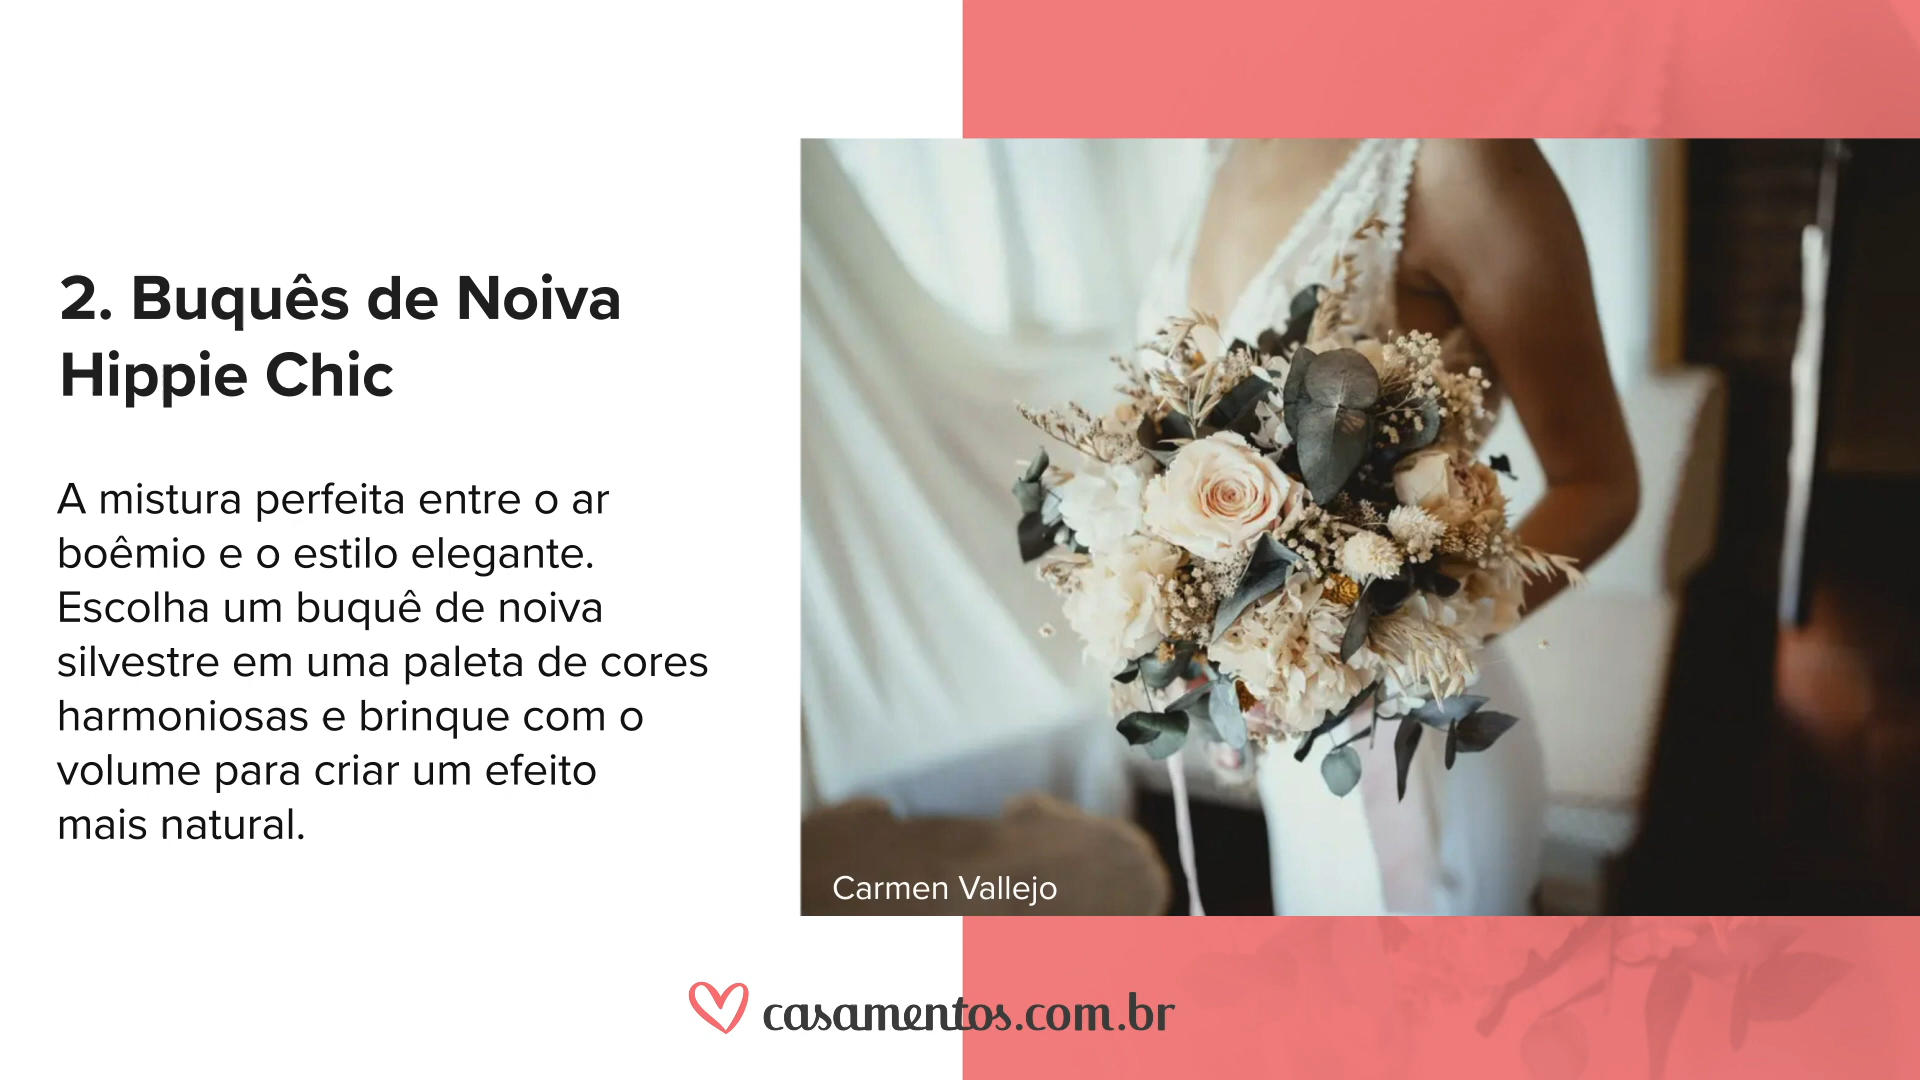 2. Buquês de Noiva
Hippie Chic
A mistura perfeita entre o ar
boêmio e o estilo elegante.
Escolha um buquê de noiva
silvestre em uma paleta de cores
harmoniosas e brinque com o
volume para criar um efeito
mais natural.
Carmen Vallejo
casamentos.com.br